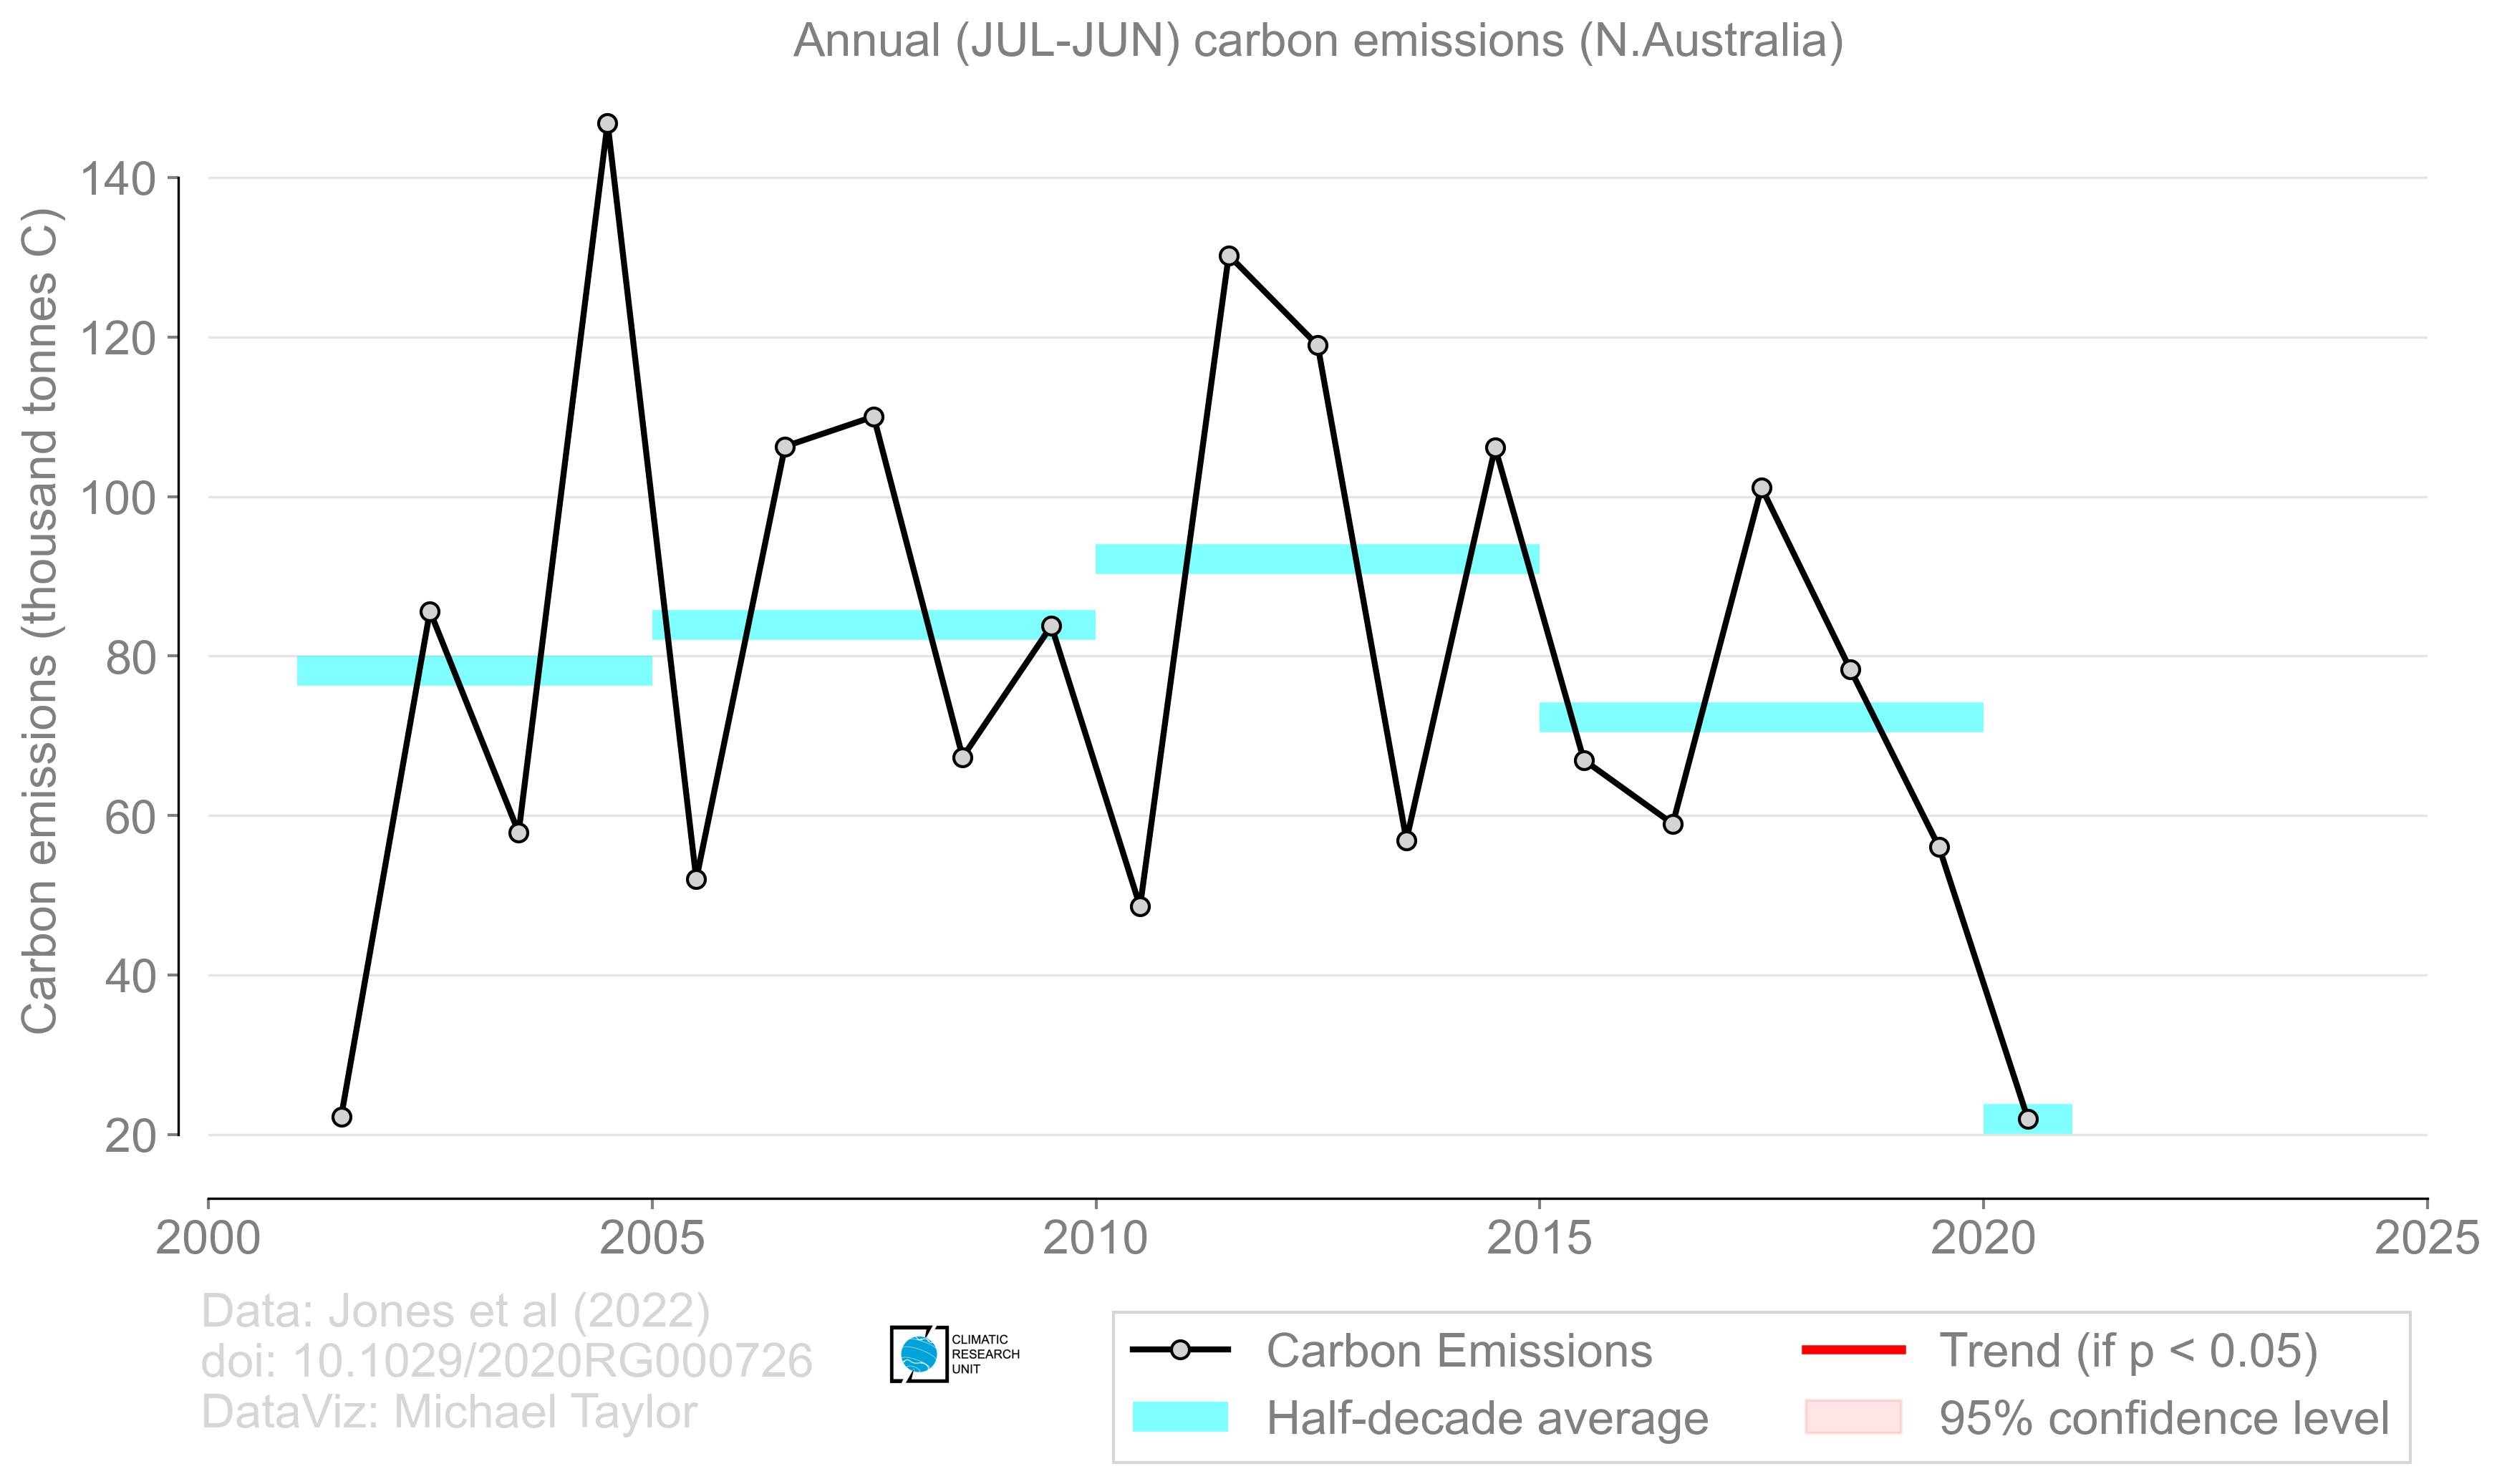 Annual (JUL-JUN) carbon emissions (N.Australia)
Carbon emissions (thousand tonnes C)
140
120
100
80
60
40
20
2000
2005
2010
2015
2020
2025
Data: Jones et al (2022)
doi: 10.1029/2020RG000726
DataViz: Michael Taylor
CLIMATIC
RESEARCH
UNIT
Carbon Emissions
Half-decade average
Trend (if p < 0.05)
95% confidence level